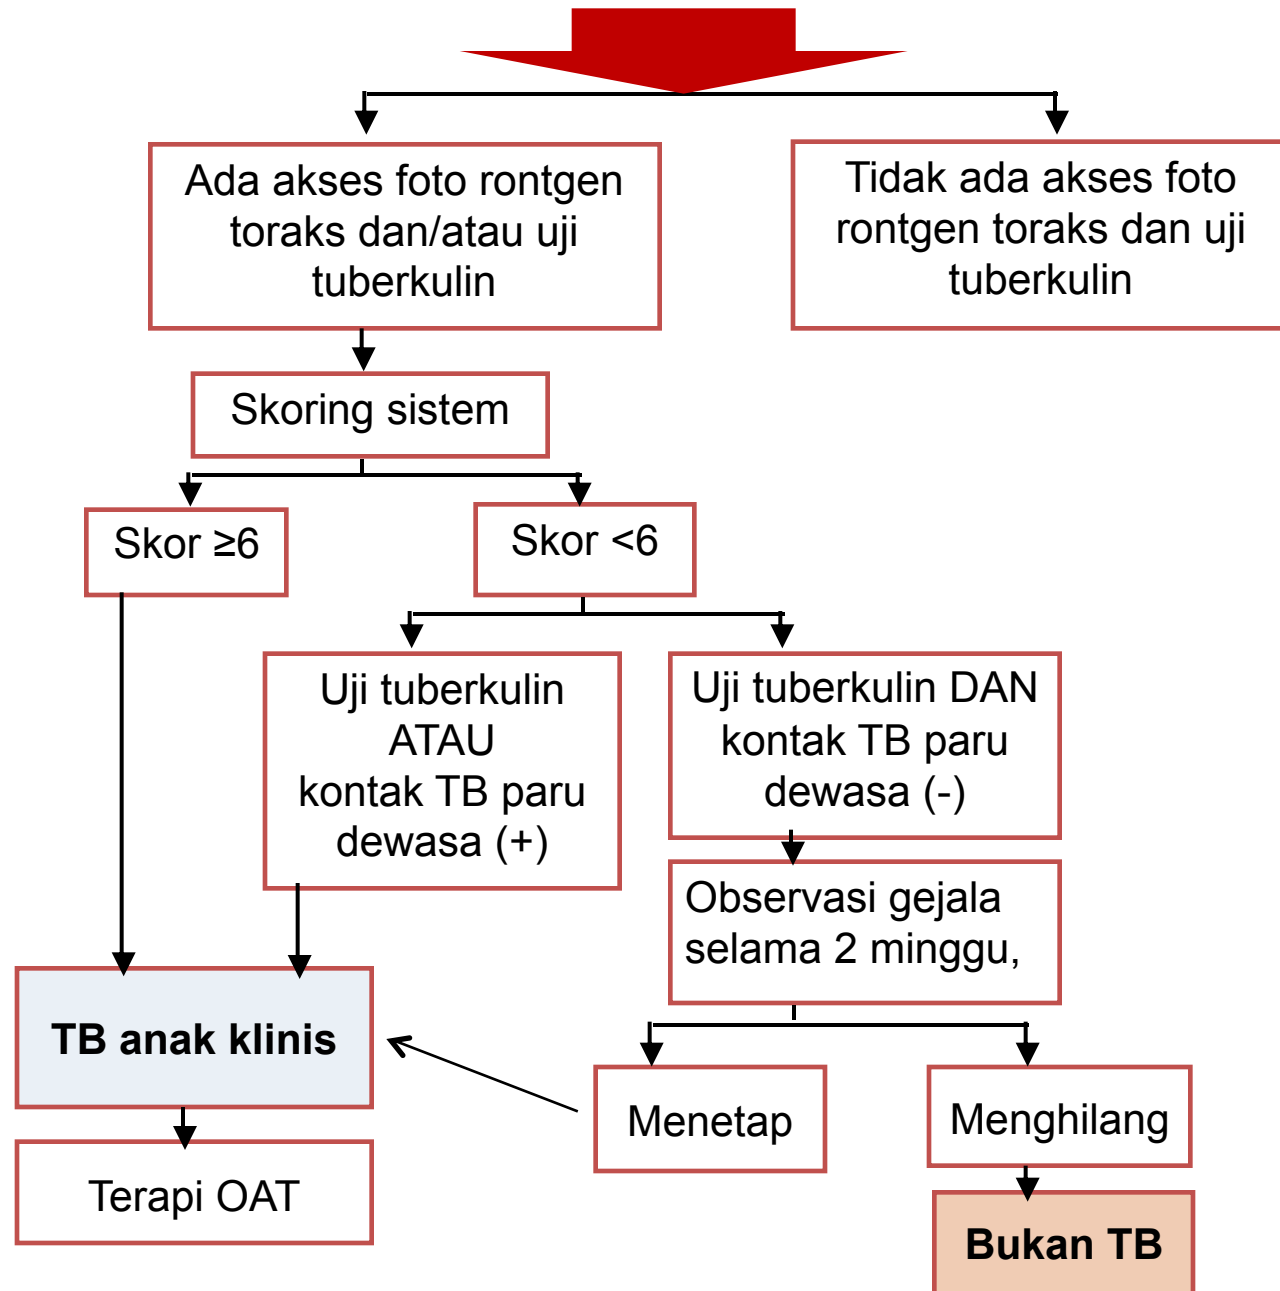 Ada akses foto rontgen
toraks dan/atau uji
tuberkulin
Tidak ada akses foto
rontgen toraks dan uji
tuberkulin
Skoring sistem
Skor ≥6
Skor <6
Uji tuberkulin
ATAU
kontak TB paru
dewasa (+)
Uji tuberkulin DAN
kontak TB paru
dewasa (-)
Observasi gejala
selama 2 minggu,
TB anak klinis
Menetap
Menghilang
Terapi OAT
Bukan TB